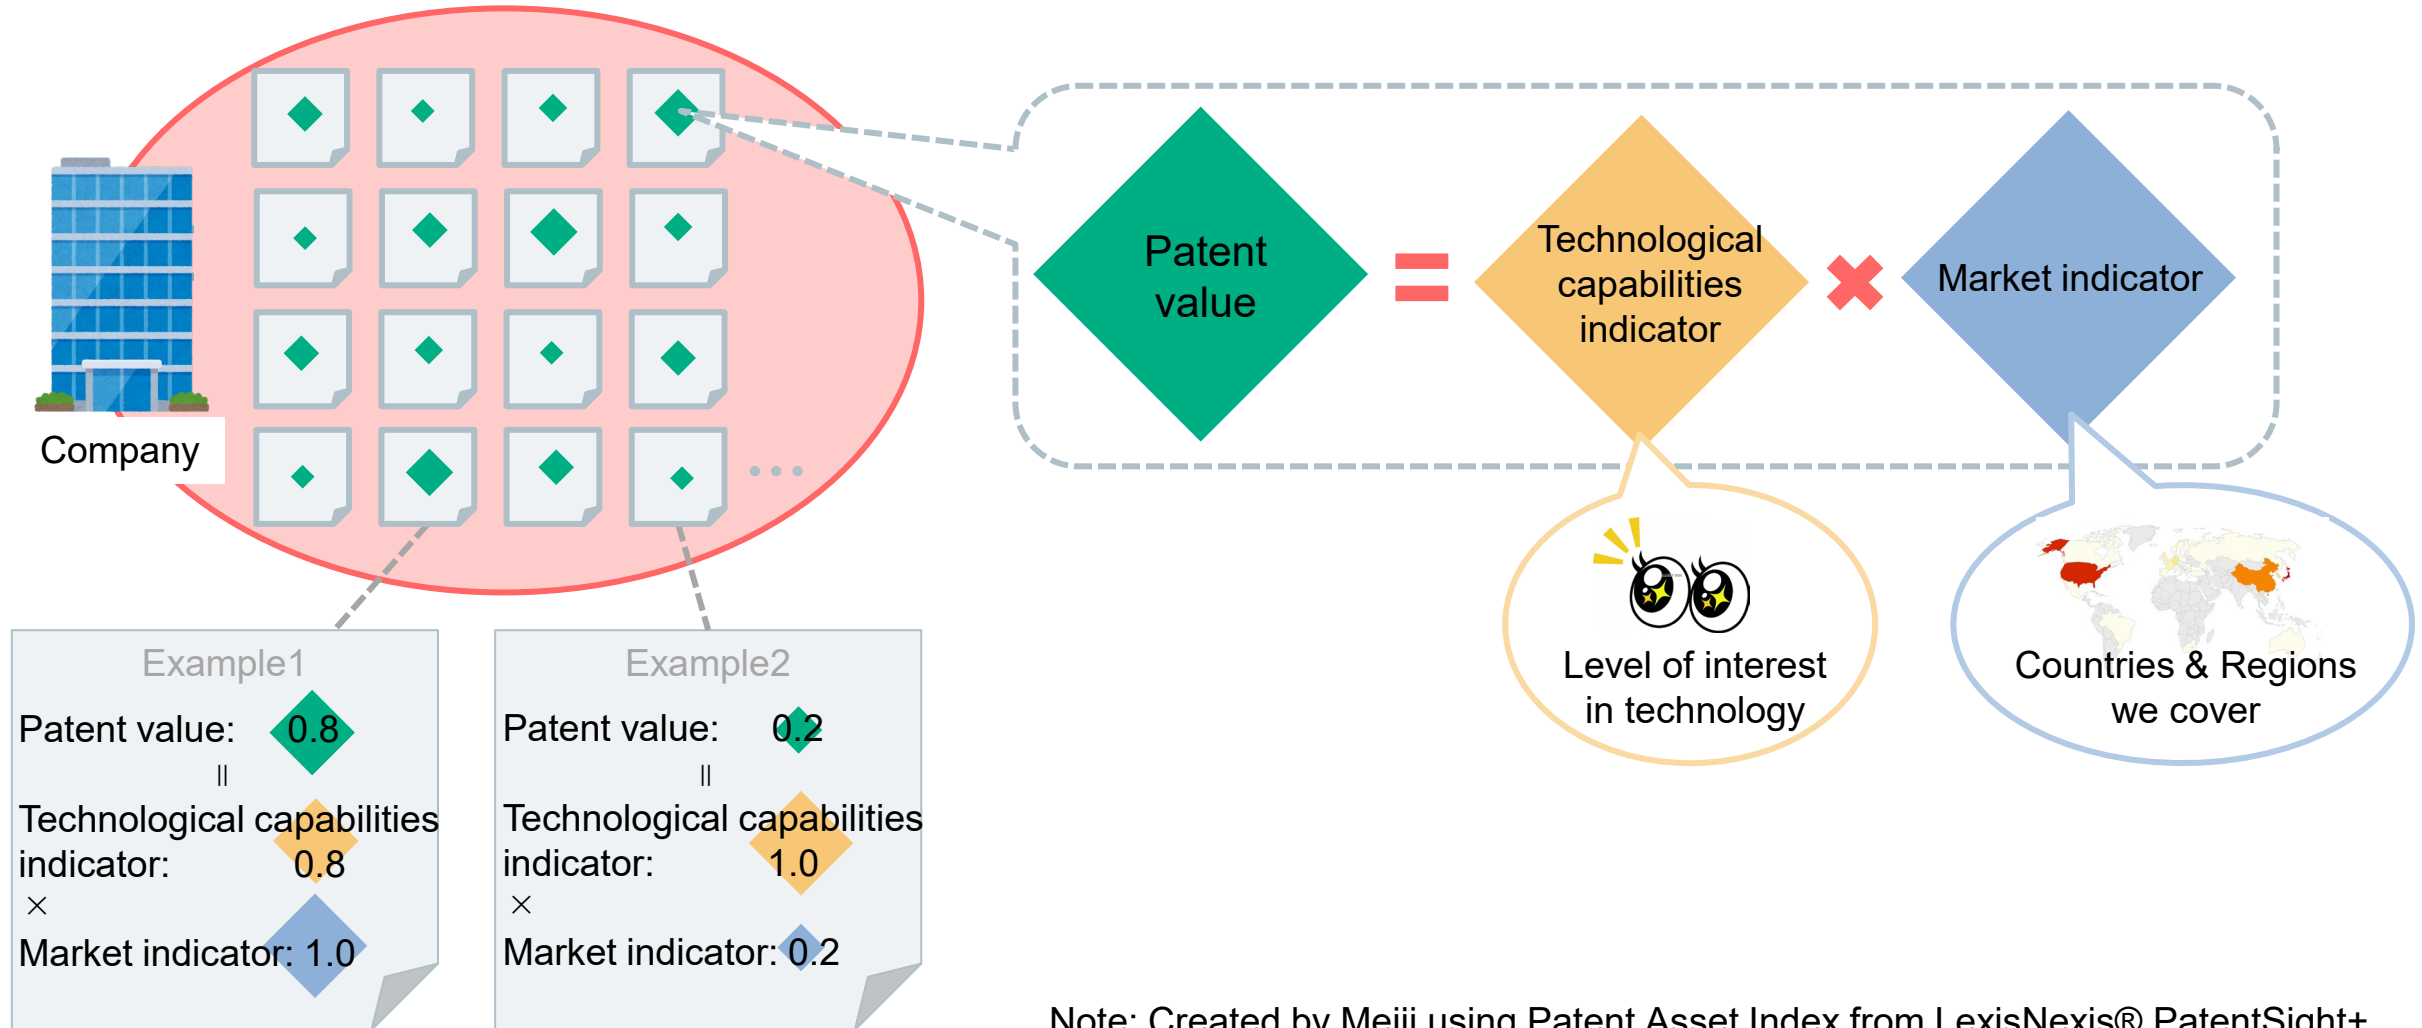 Company
Patent
value
=
Technological
capabilities
indicator
×
Market indicator
Level of interest
in technology
Countries & Regions
we cover
Example1
Patent value: 0.8
=
Technological capabilities
indicator: 0.8
×
Market indicator: 1.0
Example2
Patent value: 0.2
=
Technological capabilities
indicator: 1.0
×
Market indicator: 0.2
Note: Created by Meiji using Patent Asset Index from LexisNexis® PatentSight+